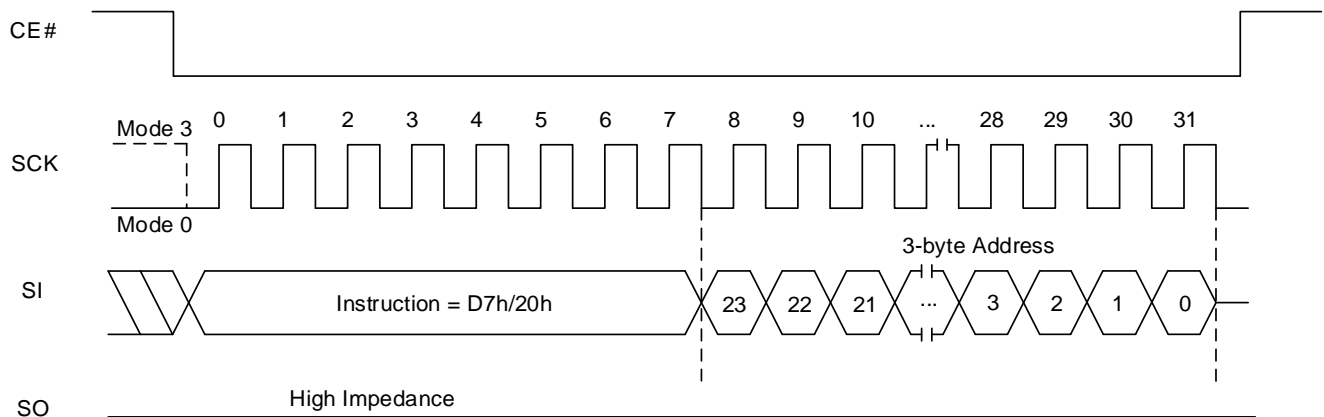 CE#
0 1 2 3 4 5 6 7 8 9 10 ... 28 29 30 31
Mode 3
SCK
Mode 0
3-byte Address
SI
Instruction = D7h/20h 23 22 21 ... 3 2 1 0
High Impedance
SO